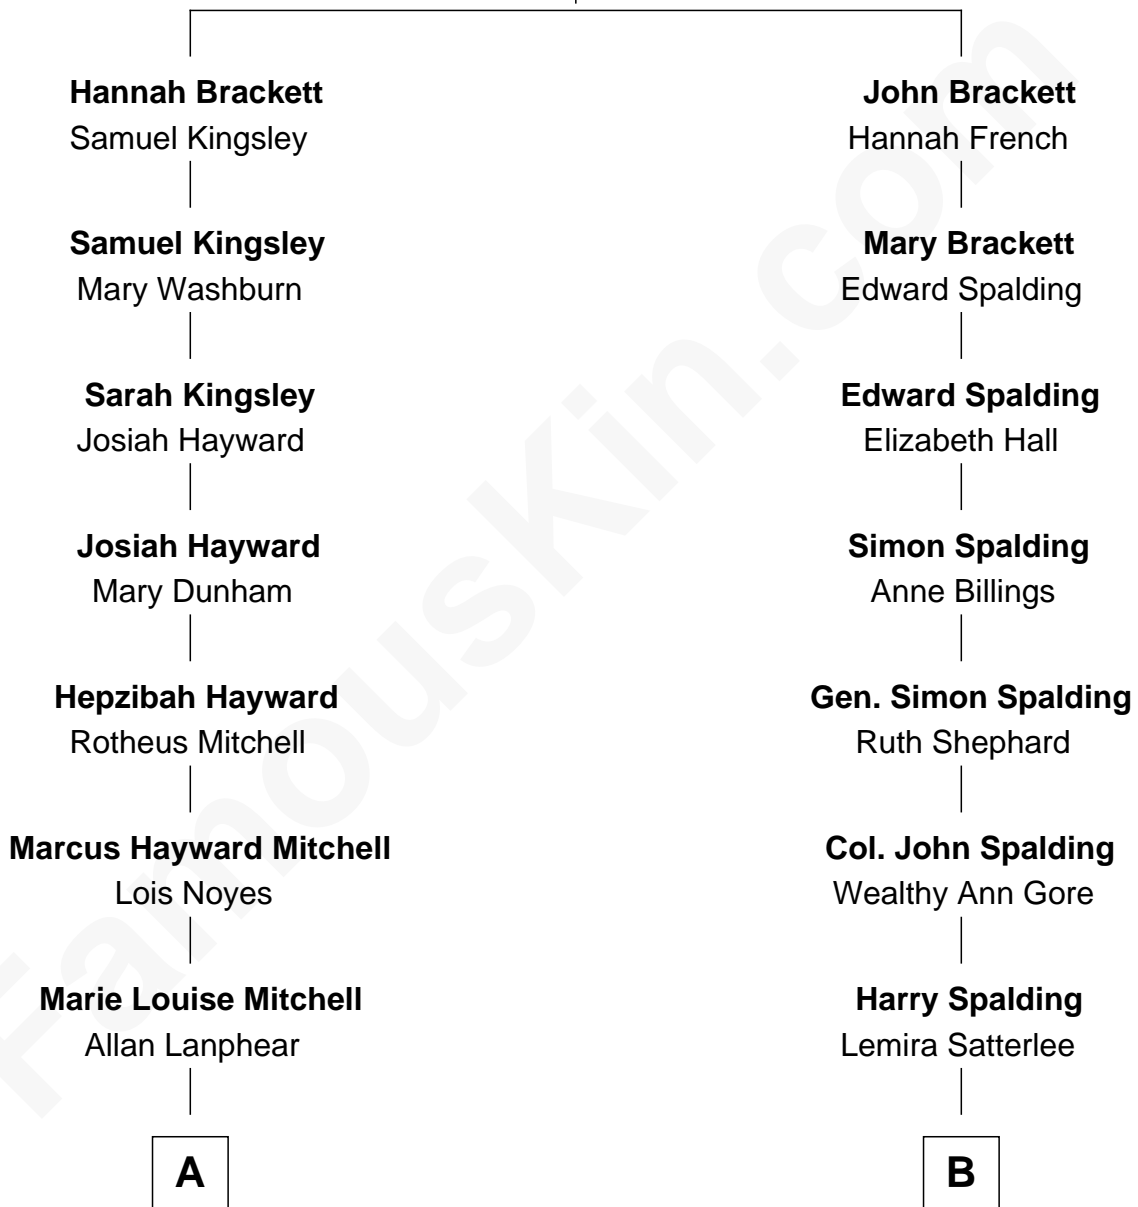 Hannah Brackett
Samuel Kingsley
Samuel Kingsley
Mary Washburn
Sarah Kingsley
Josiah Hayward
Josiah Hayward
Mary Dunham
Hepzibah Hayward
Rotheus Mitchell
Marcus Hayward Mitchell
Lois Noyes
Marie Louise Mitchell
Allan Lanphear
A
John Brackett
Hannah French
Mary Brackett
Edward Spalding
Edward Spalding
Elizabeth Hall
Simon Spalding
Anne Billings
Gen. Simon Spalding
Ruth Shephard
Col. John Spalding
Wealthy Ann Gore
Harry Spalding
Lemira Satterlee
B
FamousKin.com